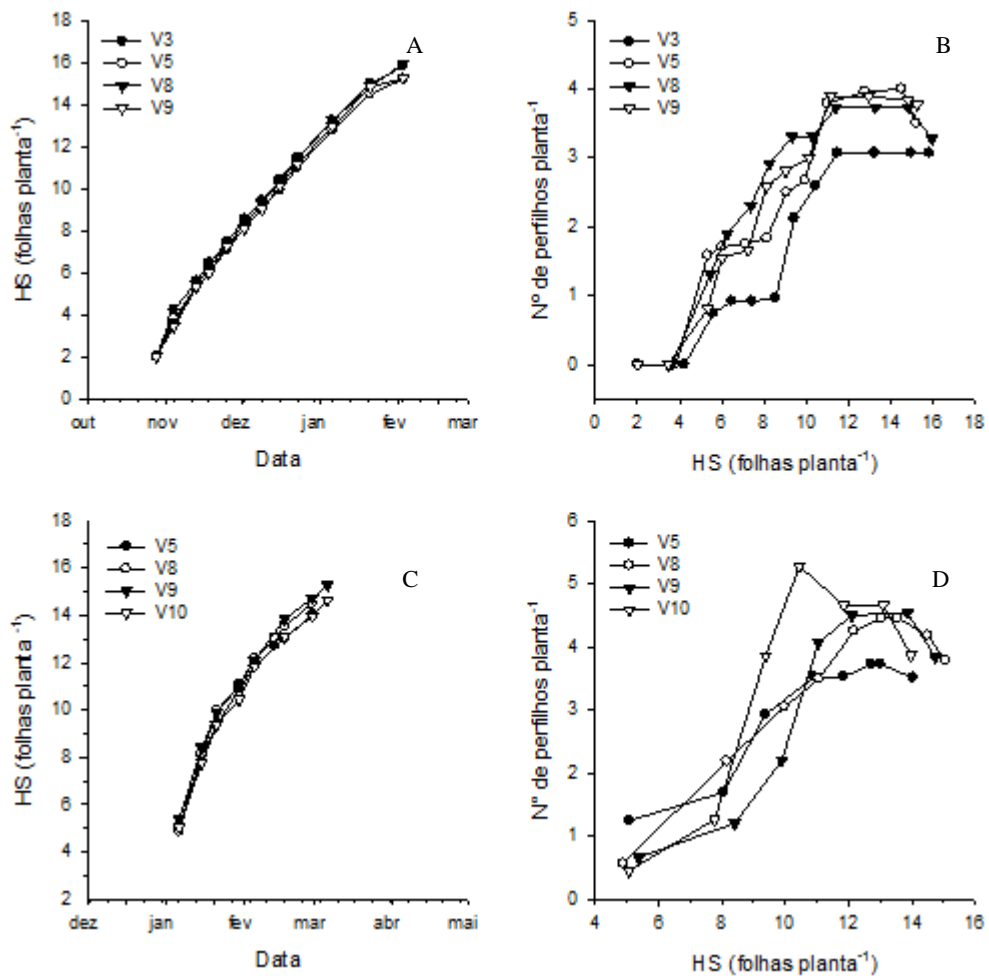 A
18
16
14
12
10
8
6
4
2
0
HS (folhas planta⁻¹)
V3
V5
V8
V9
out nov dez jan fev mar
Data
B
5
4
3
2
1
0
Nº de perfilhos planta⁻¹
V3
V5
V8
V9
0 2 4 6 8 10 12 14 16 18
HS (folhas planta⁻¹)
C
18
16
14
12
10
8
6
4
2
HS (folhas planta⁻¹)
V5
V8
V9
V10
dez jan fev mar abr mai
Data
D
6
5
4
3
2
1
0
N° de perfilhos planta⁻¹
V5
V8
V9
V10
4 6 8 10 12 14 16
HS (folhas planta⁻¹)